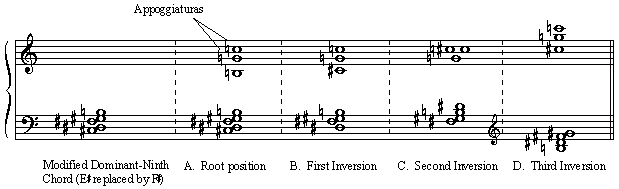 Appoggiaturas
Modified Dominant-Ninth
Chord (E♯ replaced by F♯)
A. Root position
B. First Inversion
C. Second Inversion
D. Third Inversion